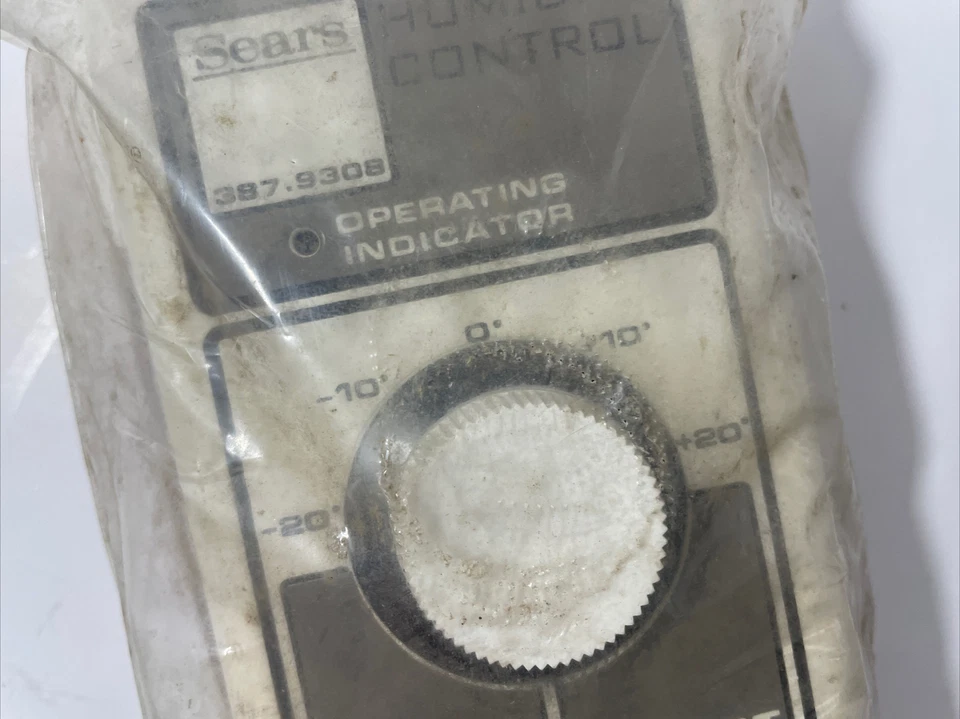 Sears
CONTROL
387.9308
OPERATING
INDICATOR
0°
-10°
+10°
+20°
-20°